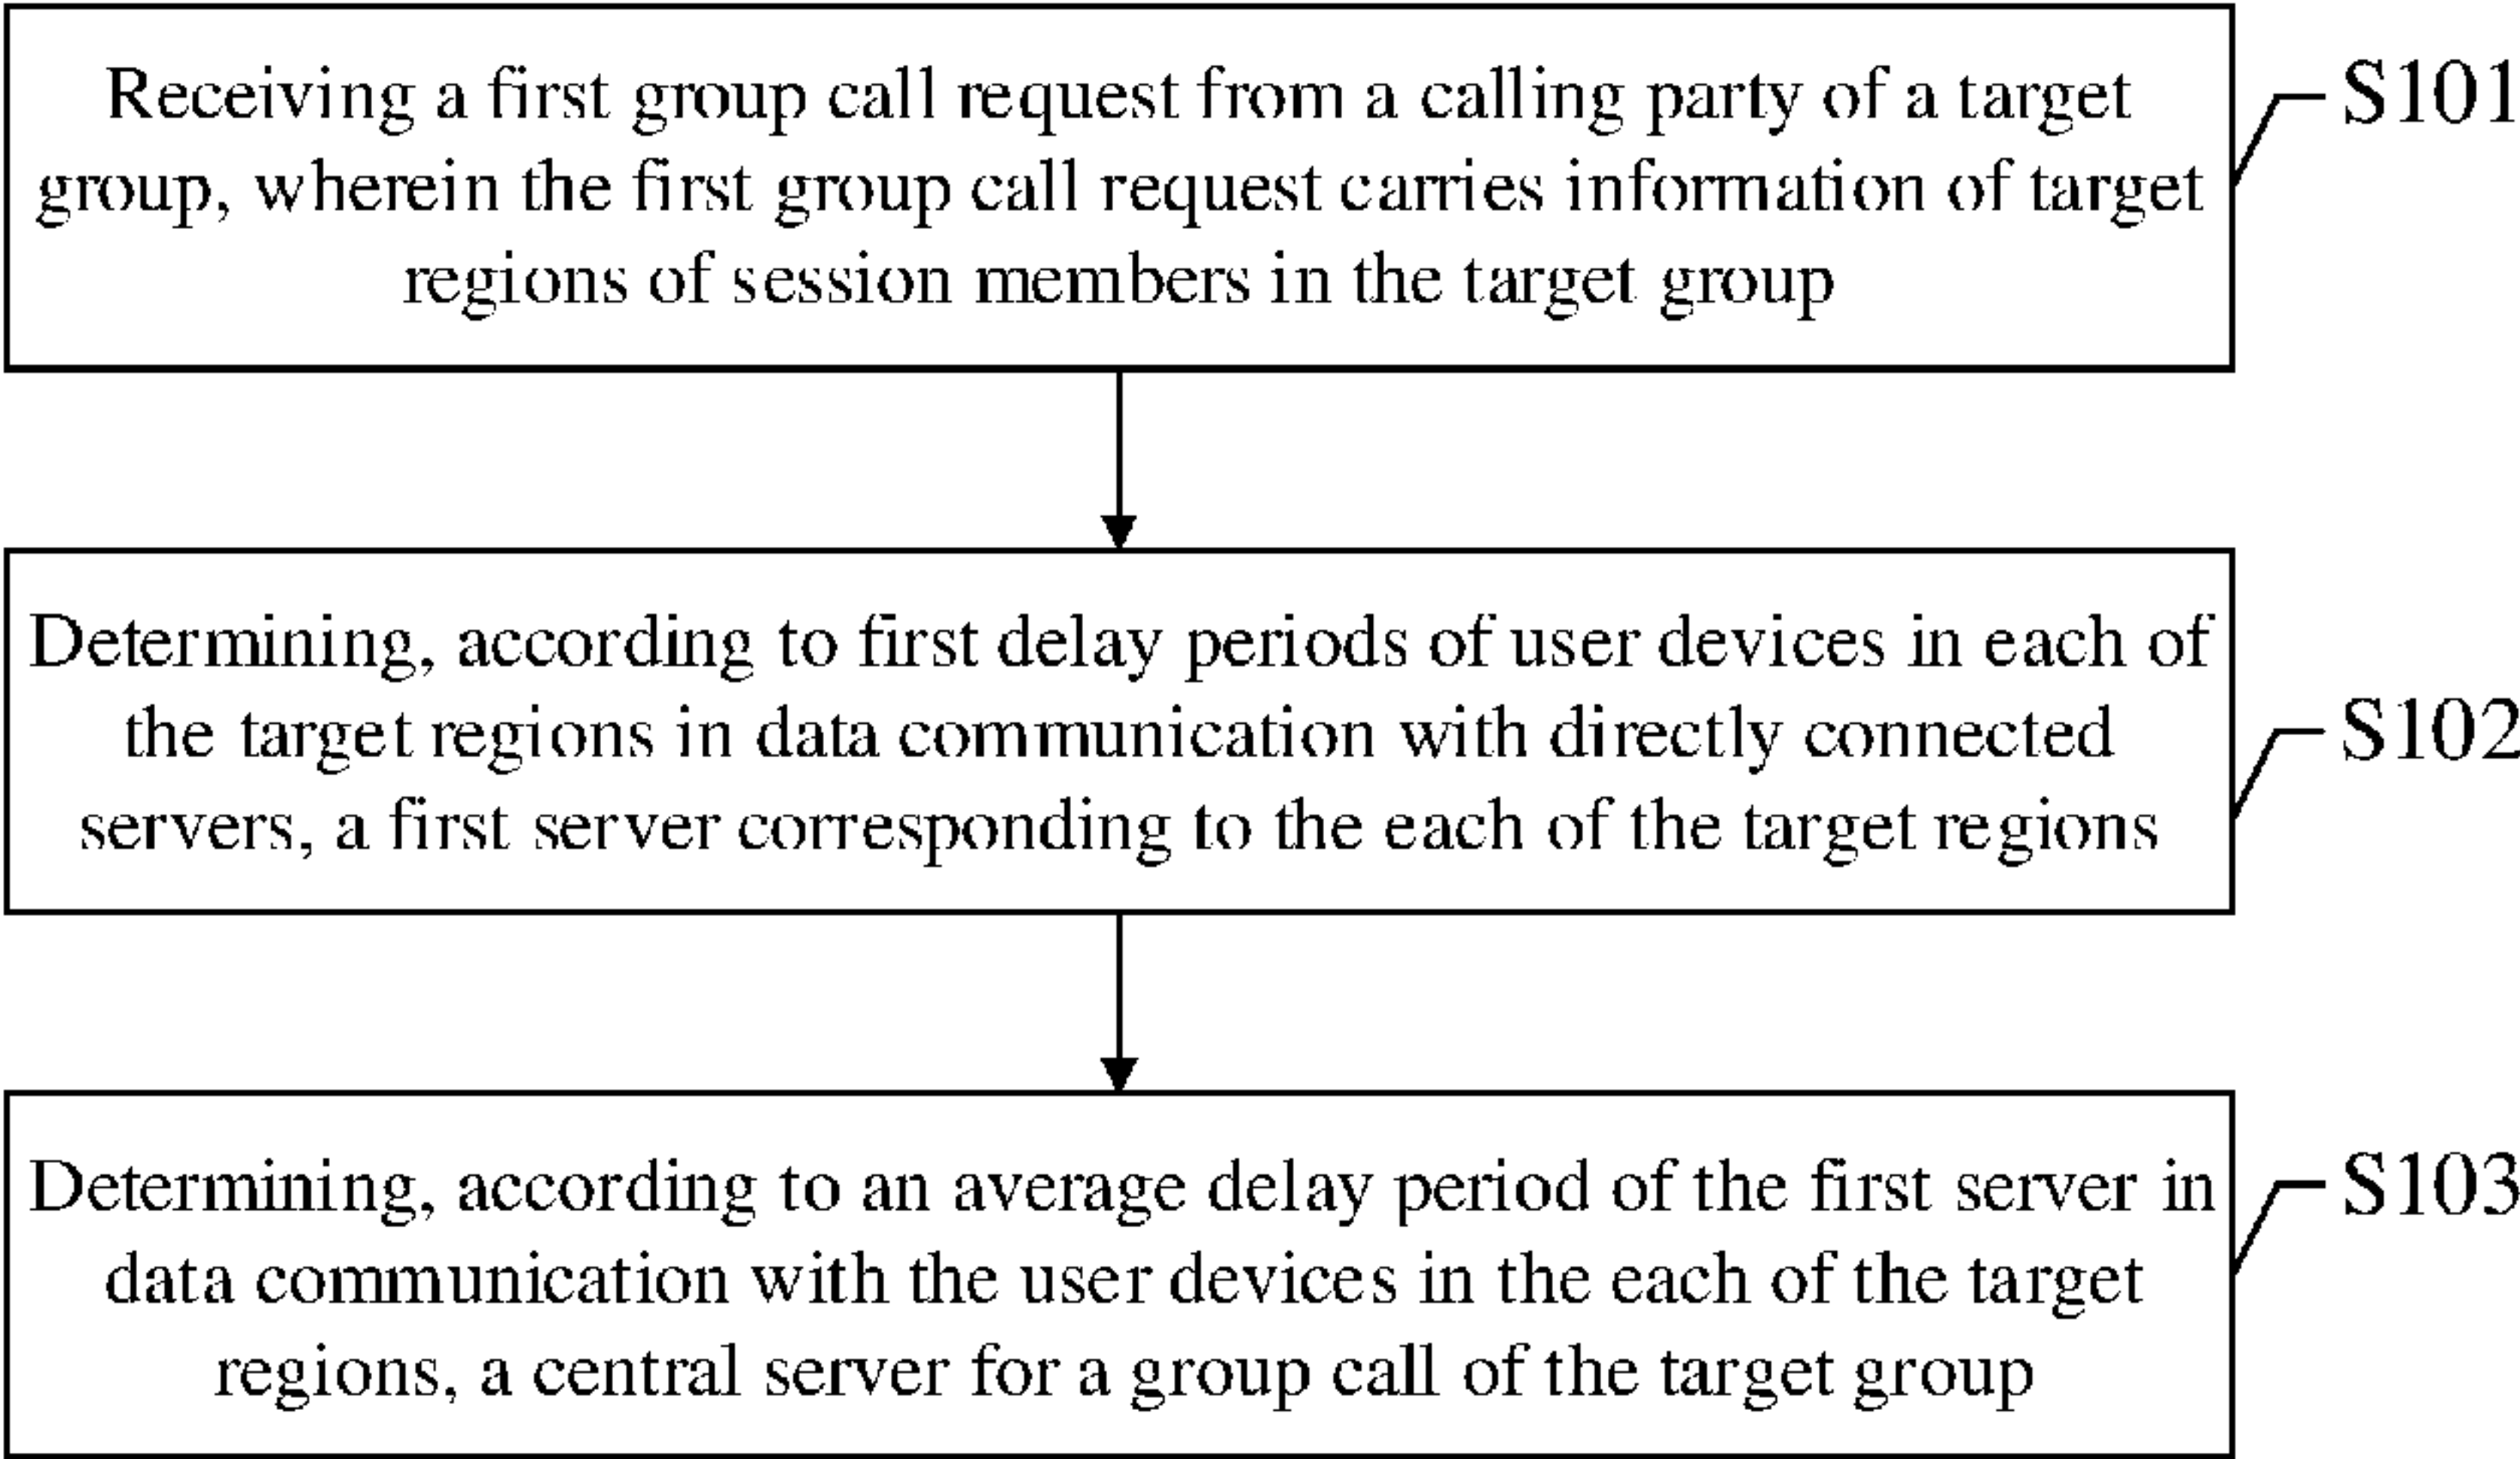 Receiving a first group call request from a calling party of a target
group, wherein the first group call request carries information of target
regions of session members in the target group
S101
Determining, according to first delay periods of user devices in each of
the target regions in data communication with directly connected
servers, a first server corresponding to the each of the target regions
S102
Determining, according to an average delay period of the first server in
data communication with the user devices in the each of the target
regions, a central server for a group call of the target group
S103